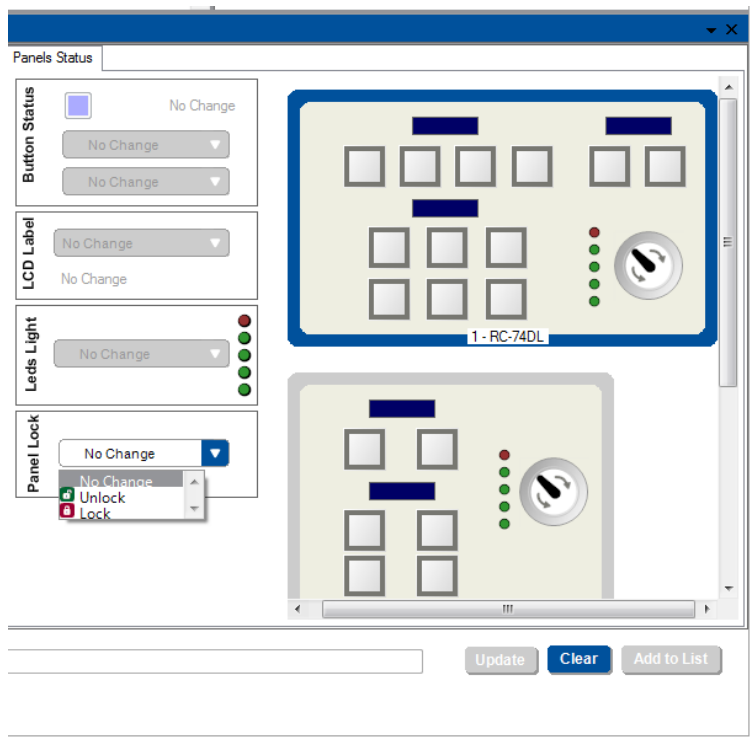 Panels Status
Button Status
No Change
No Change
No Change
LCD Label
No Change
No Change
Leds Light
No Change
Panel Lock
No Change
No Change
Unlock
Lock
1 - RC-74DL
Update
Clear
Add to List